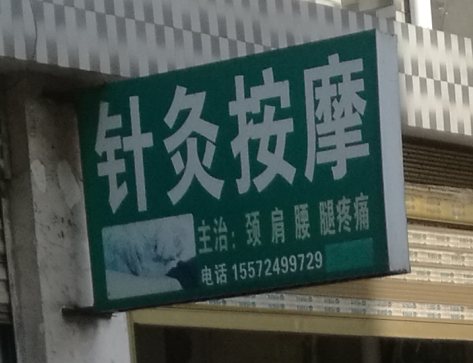 针灸按摩
主治：颈 肩 腰 腿疼痛
电话 15572499729